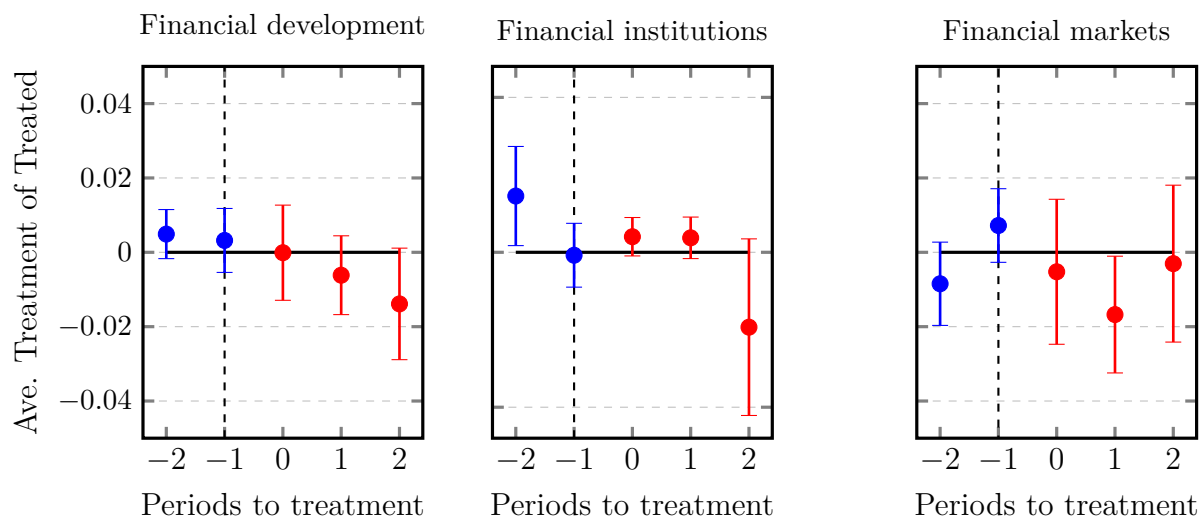 Financial development
Financial institutions
Financial markets
Ave. Treatment of Treated
0.04
0.02
0
−0.02
−0.04
−2 −1 0 1 2
−2 −1 0 1 2
−2 −1 0 1 2
Periods to treatment
Periods to treatment
Periods to treatment